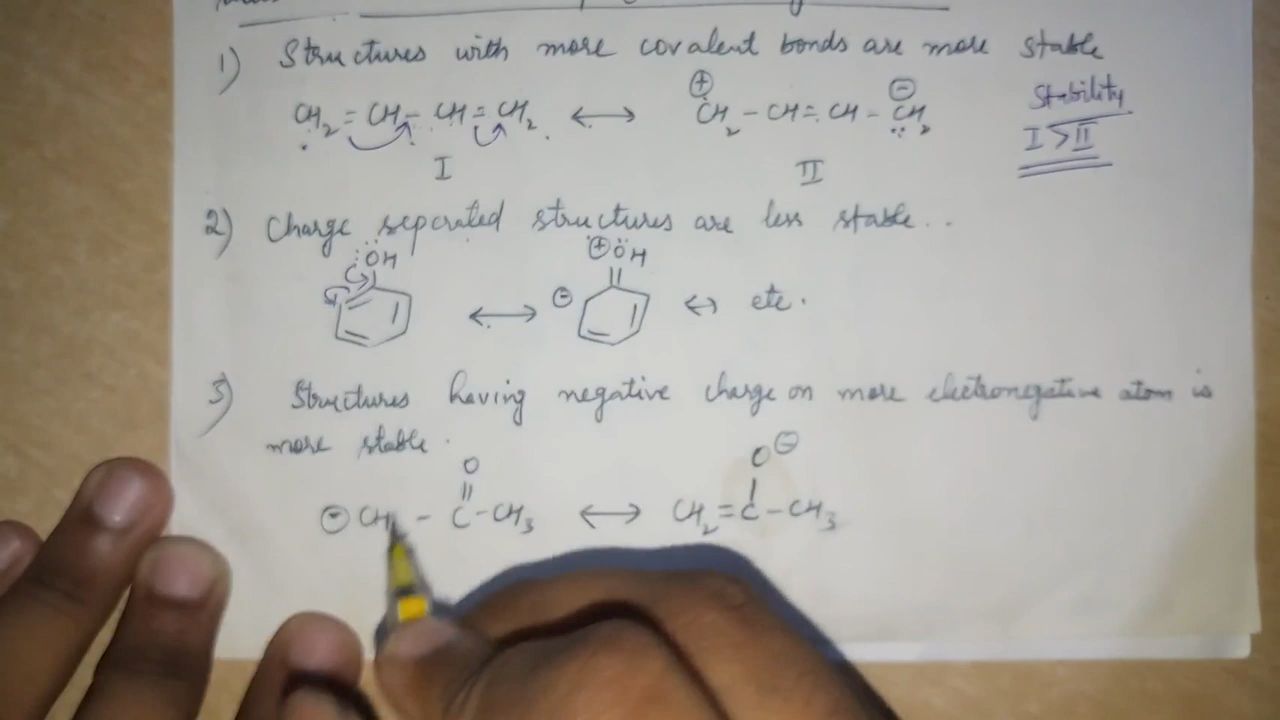 1) Structures with more covalent bonds are more stable
CH2 = CH - CH = CH2 ↔ ⊕CH2 - CH = CH - ⊖CH2
Stability
I > II
I II
2) Charge seperated structures are less stable..
:ÖH ↔ ⊕ÖH ⊖ ↔ etc.
3) Structures having negative charge on more electronegative atom is
more stable.
O O⊖
⊖ CH - C - CH3 ↔ CH2 = C - CH3